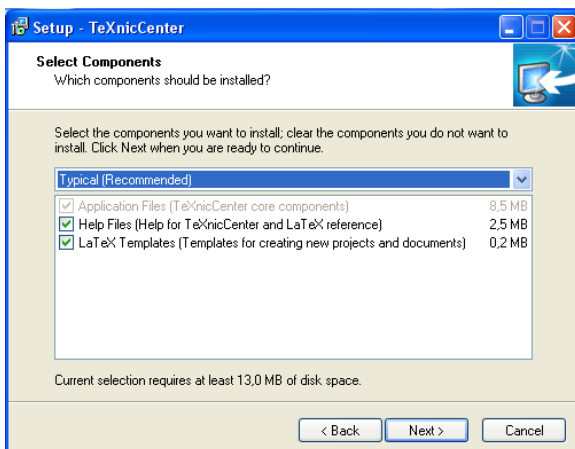 Setup - TeXnicCenter
Select Components
Which components should be installed?
Select the components you want to install; clear the components you do not want to
install. Click Next when you are ready to continue.
Typical (Recommended)
Application Files (TeXnicCenter core components) 8,5 MB
Help Files (Help for TeXnicCenter and LaTeX reference) 2,5 MB
LaTeX Templates (Templates for creating new projects and documents) 0,2 MB
Current selection requires at least 13,0 MB of disk space.
< Back Next > Cancel